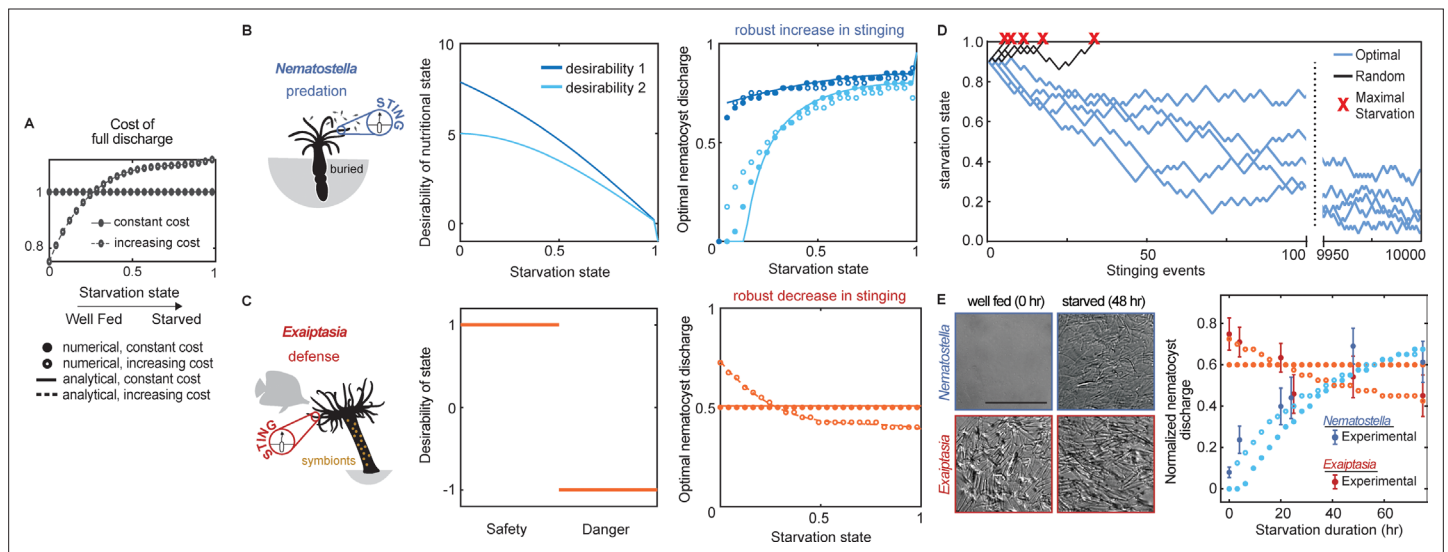 A
Cost of
full discharge
1
0.8
constant cost
increasing cost
0
0.5
1
Starvation state
Well Fed
Starved
numerical, constant cost
numerical, increasing cost
analytical, constant cost
analytical, increasing cost
B
Nematostella
predation
STING
buried
Desirability of nutritional state
10
5
0
desirability 1
desirability 2
0
0.5
1
Starvation state
robust increase in stinging
Optimal nematocyst discharge
1
0.5
0
0
0.5
1
Starvation state
C
Exaiptasia
defense
STING
symbionts
Desirability of state
1
0
-1
Safety
Danger
robust decrease in stinging
Optimal nematocyst discharge
1
0.5
0
0
0.5
1
Starvation state
D
starvation state
1.0
0.8
0.6
0.4
0.2
0.0
Optimal
Random
X Maximal
Starvation
0
50
100
9950
10000
Stinging events
E
well fed (0 hr)
starved (48 hr)
Nematostella
Exaiptasia
Normalized nematocyst
discharge
0.8
0.6
0.4
0.2
0
Nematostella
Experimental
Exaiptasia
Experimental
0
20
40
60
Starvation duration (hr)